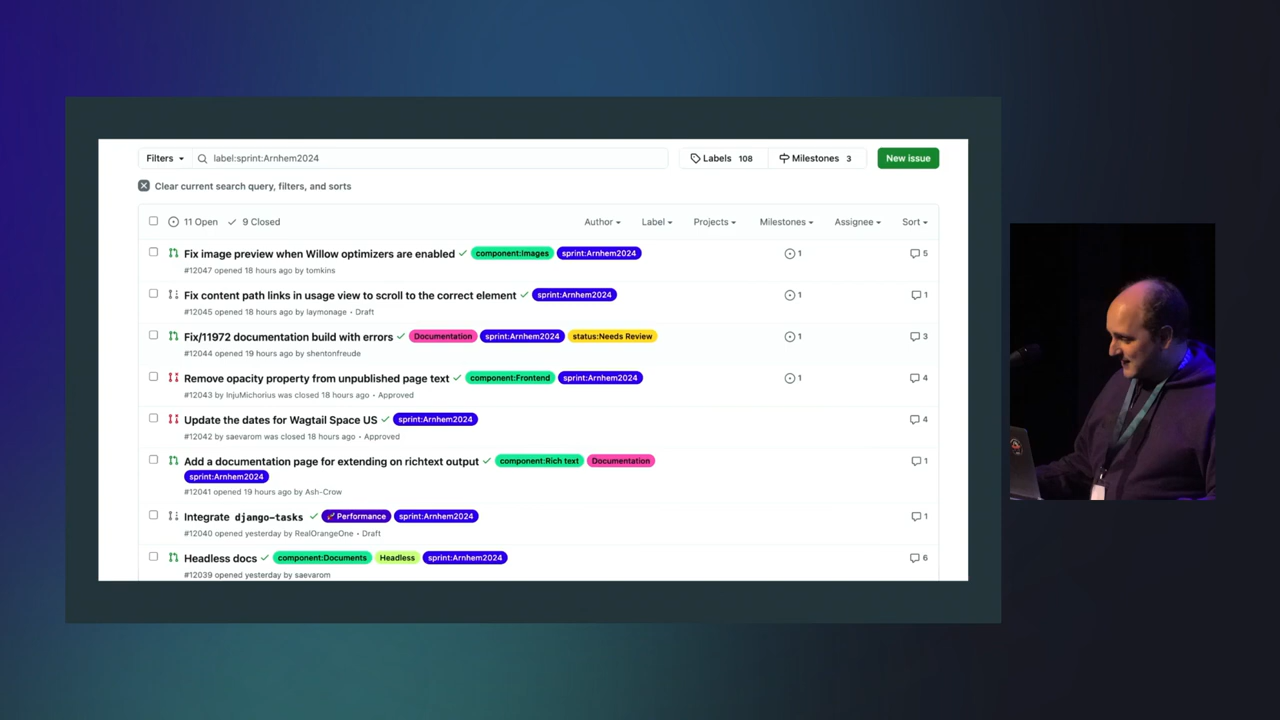 Filters label:sprint:Arnhem2024 Labels 108 Milestones 3 New issue
Clear current search query, filters, and sorts
11 Open 9 Closed Author Label Projects Milestones Assignee Sort
Fix image preview when Willow optimizers are enabled component:Images sprint:Arnhem2024 1 5
#12047 opened 18 hours ago by tomkins
Fix content path links in usage view to scroll to the correct element sprint:Arnhem2024 1 1
#12045 opened 18 hours ago by laymonage • Draft
Fix/11972 documentation build with errors Documentation sprint:Arnhem2024 status:Needs Review 1 3
#12044 opened 19 hours ago by shentonfreude
Remove opacity property from unpublished page text component:Frontend sprint:Arnhem2024 1 4
#12043 by InjuMichorius was closed 18 hours ago • Approved
Update the dates for Wagtail Space US sprint:Arnhem2024 4
#12042 by saevarom was closed 18 hours ago • Approved
Add a documentation page for extending on richtext output component:Rich text Documentation 1
sprint:Arnhem2024
#12041 opened 19 hours ago by Ash-Crow
Integrate django-tasks Performance sprint:Arnhem2024 1
#12040 opened yesterday by RealOrangeOne • Draft
Headless docs component:Documents Headless sprint:Arnhem2024 6
#12039 opened yesterday by saevarom